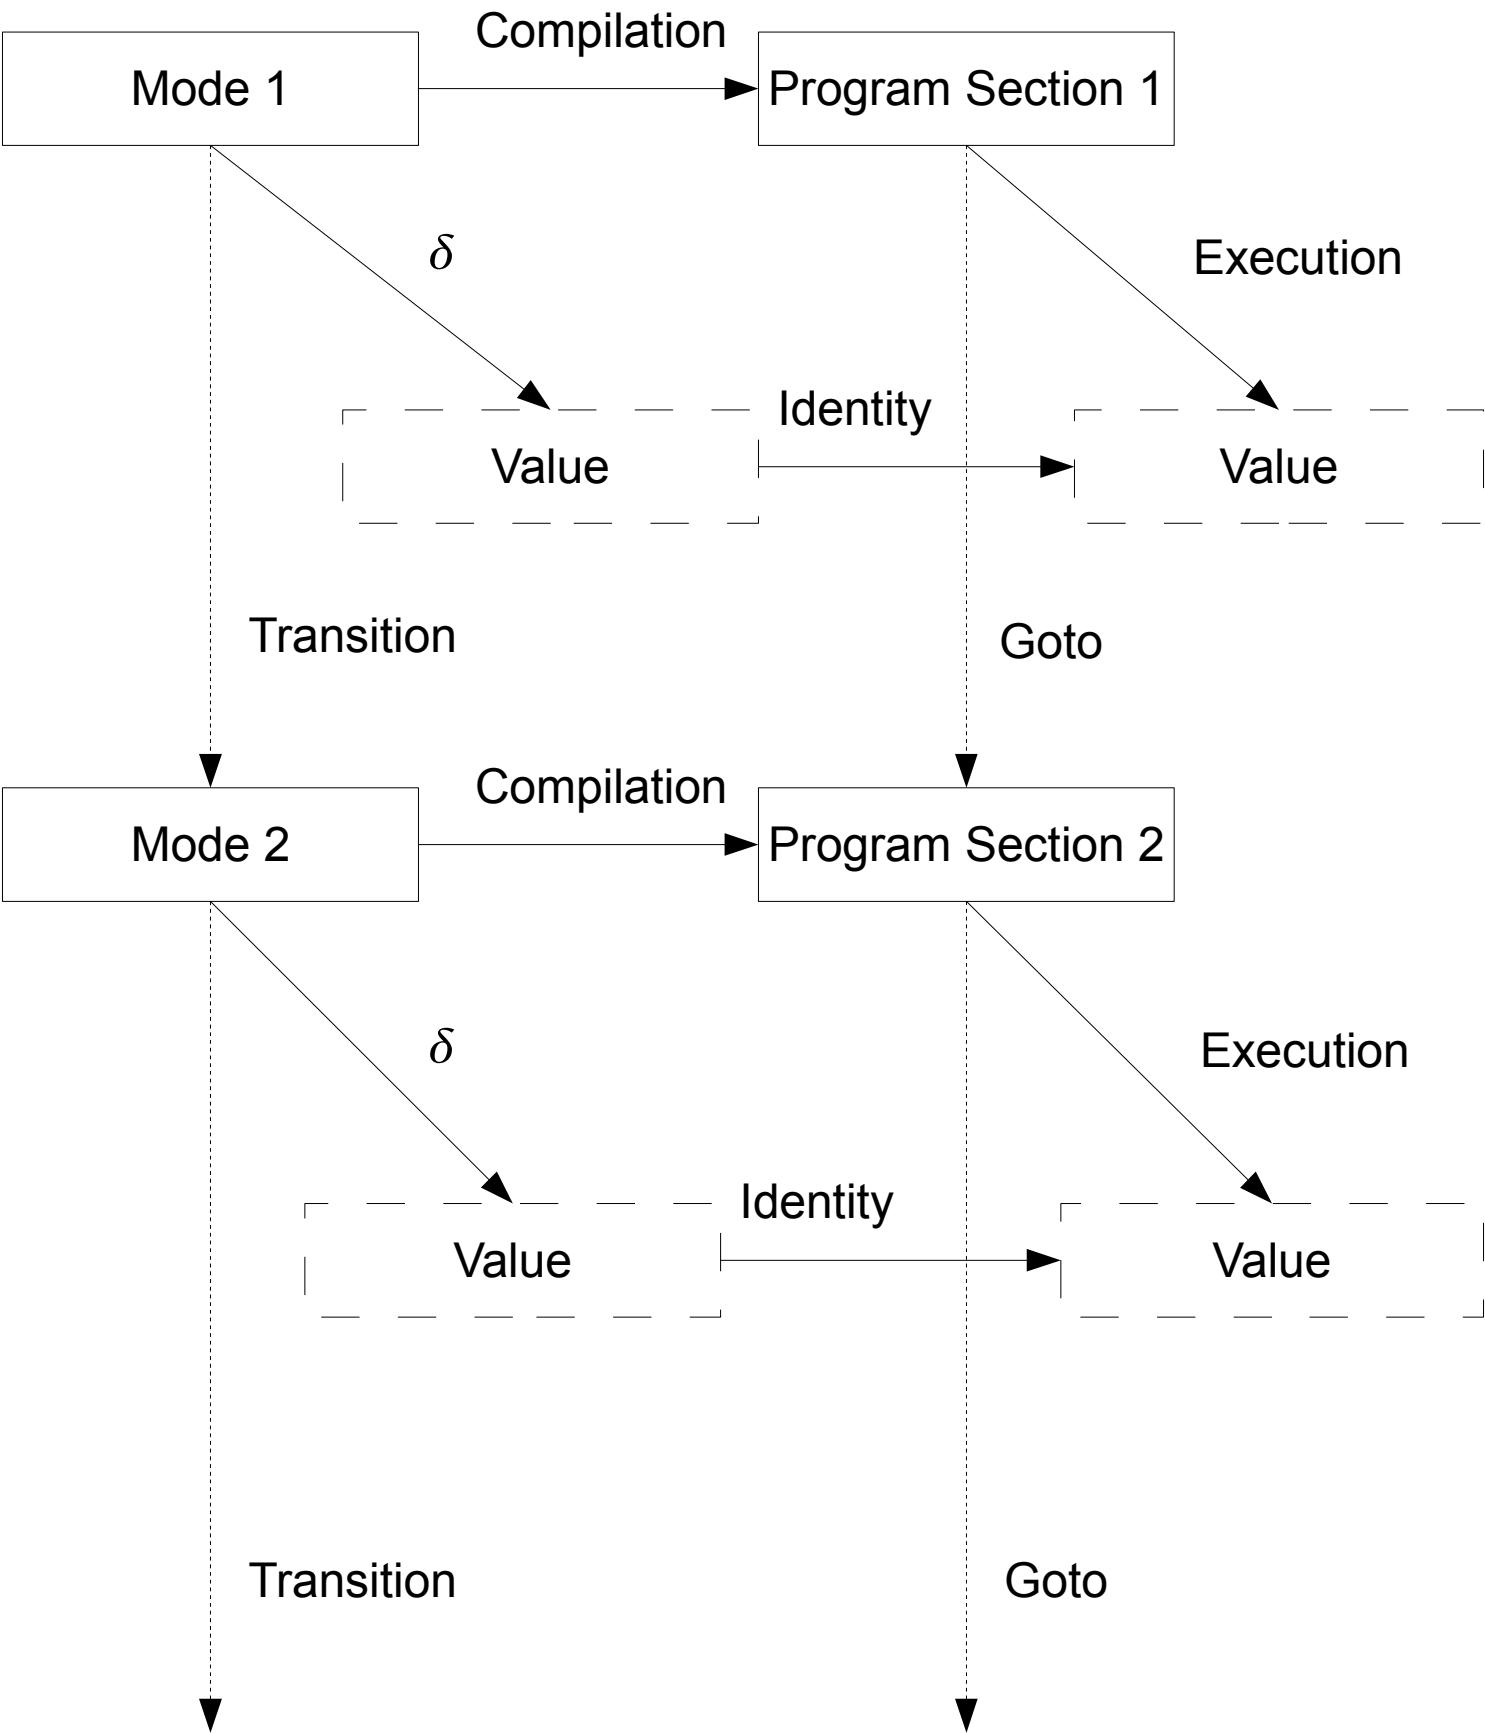 Compilation
Mode 1
Program Section 1
δ
Execution
Identity
Value
Value
Transition
Goto
Compilation
Mode 2
Program Section 2
δ
Execution
Identity
Value
Value
Transition
Goto